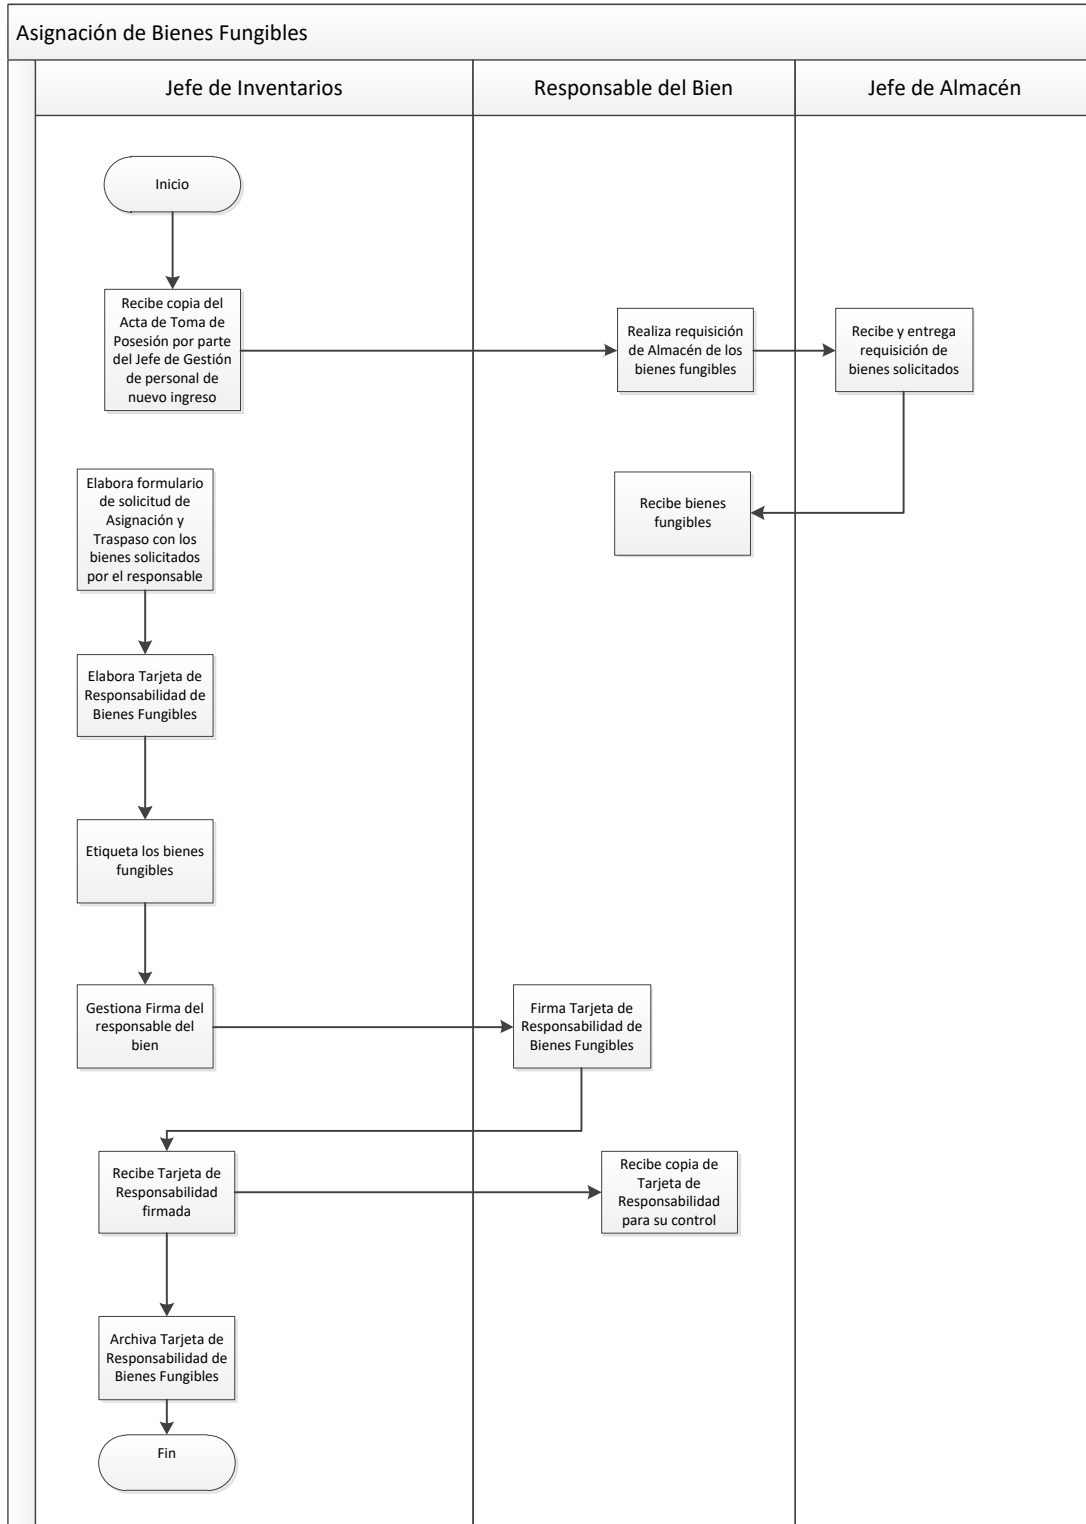 Asignación de Bienes Fungibles
Jefe de Inventarios
Responsable del Bien
Jefe de Almacén
Inicio
Recibe copia del
Acta de Toma de
Posesión por parte
del Jefe de Gestión
de personal de
nuevo ingreso
Realiza requisición
de Almacén de los
bienes fungibles
Recibe y entrega
requisición de
bienes solicitados
Elabora formulario
de solicitud de
Asignación y
Traspaso con los
bienes solicitados
por el responsable
Recibe bienes
fungibles
Elabora Tarjeta de
Responsabilidad de
Bienes Fungibles
Etiqueta los bienes
fungibles
Gestiona Firma del
responsable del
bien
Firma Tarjeta de
Responsabilidad de
Bienes Fungibles
Recibe Tarjeta de
Responsabilidad
firmada
Recibe copia de
Tarjeta de
Responsabilidad
para su control
Archiva Tarjeta de
Responsabilidad de
Bienes Fungibles
Fin